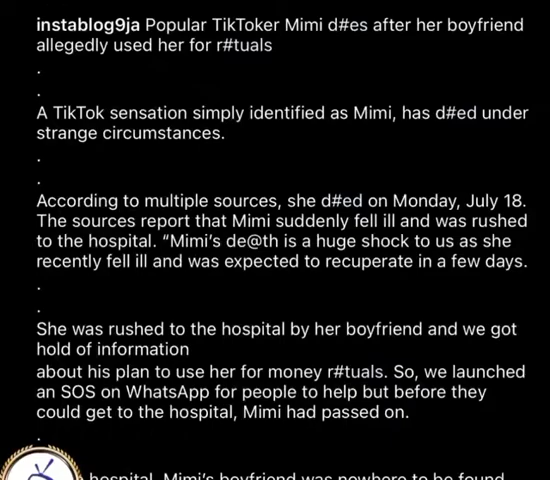 instablog9ja Popular TikToker Mimi d#es after her boyfriend
allegedly used her for r#tuals
.
.
A TikTok sensation simply identified as Mimi, has d#ed under
strange circumstances.
.
.
According to multiple sources, she d#ed on Monday, July 18.
The sources report that Mimi suddenly fell ill and was rushed
to the hospital. “Mimi’s de@th is a huge shock to us as she
recently fell ill and was expected to recuperate in a few days.
.
.
She was rushed to the hospital by her boyfriend and we got
hold of information
about his plan to use her for money r#tuals. So, we launched
an SOS on WhatsApp for people to help but before they
could get to the hospital, Mimi had passed on.
.
hospital, Mimi’s boyfriend was nowhere to be found